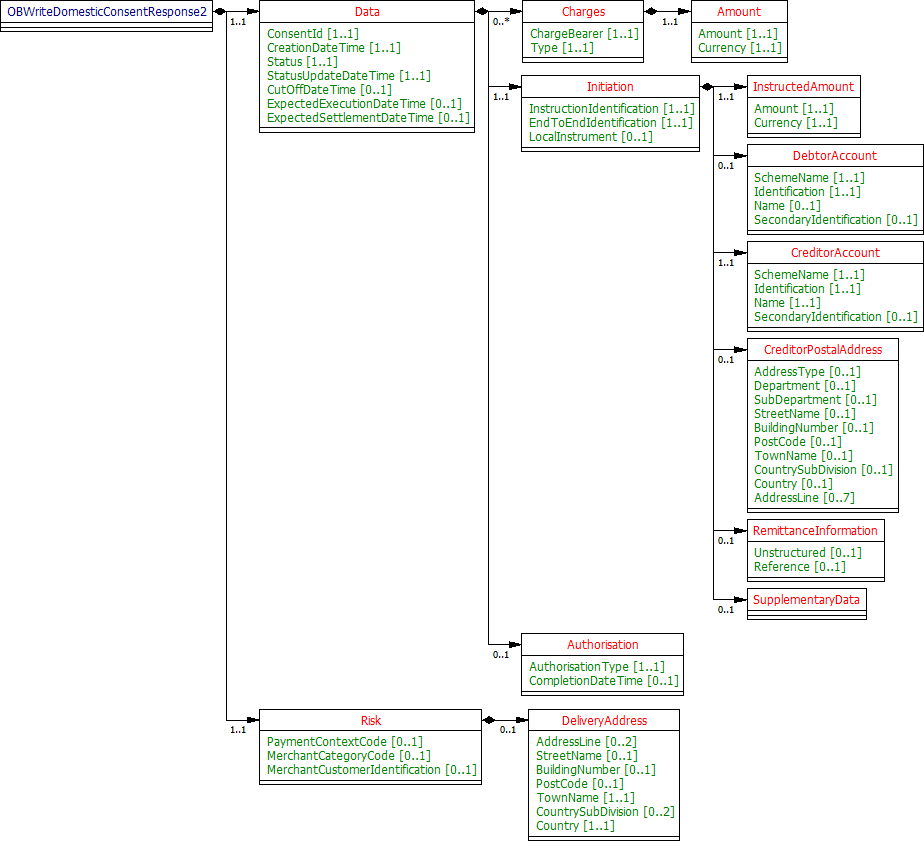 OBWriteDomesticConsentResponse2
1..1
Data
ConsentId [1..1]
CreationDateTime [1..1]
Status [1..1]
StatusUpdateDateTime [1..1]
CutOffDateTime [0..1]
ExpectedExecutionDateTime [0..1]
ExpectedSettlementDateTime [0..1]
0..*
Charges
ChargeBearer [1..1]
Type [1..1]
1..1
Amount
Amount [1..1]
Currency [1..1]
1..1
Initiation
InstructionIdentification [1..1]
EndToEndIdentification [1..1]
LocalInstrument [0..1]
1..1
InstructedAmount
Amount [1..1]
Currency [1..1]
0..1
DebtorAccount
SchemeName [1..1]
Identification [1..1]
Name [0..1]
SecondaryIdentification [0..1]
1..1
CreditorAccount
SchemeName [1..1]
Identification [1..1]
Name [1..1]
SecondaryIdentification [0..1]
0..1
CreditorPostalAddress
AddressType [0..1]
Department [0..1]
SubDepartment [0..1]
StreetName [0..1]
BuildingNumber [0..1]
PostCode [0..1]
TownName [0..1]
CountrySubDivision [0..1]
Country [0..1]
AddressLine [0..7]
0..1
RemittanceInformation
Unstructured [0..1]
Reference [0..1]
0..1
SupplementaryData
0..1
Authorisation
AuthorisationType [1..1]
CompletionDateTime [0..1]
1..1
Risk
PaymentContextCode [0..1]
MerchantCategoryCode [0..1]
MerchantCustomerIdentification [0..1]
0..1
DeliveryAddress
AddressLine [0..2]
StreetName [0..1]
BuildingNumber [0..1]
PostCode [0..1]
TownName [1..1]
CountrySubDivision [0..2]
Country [1..1]